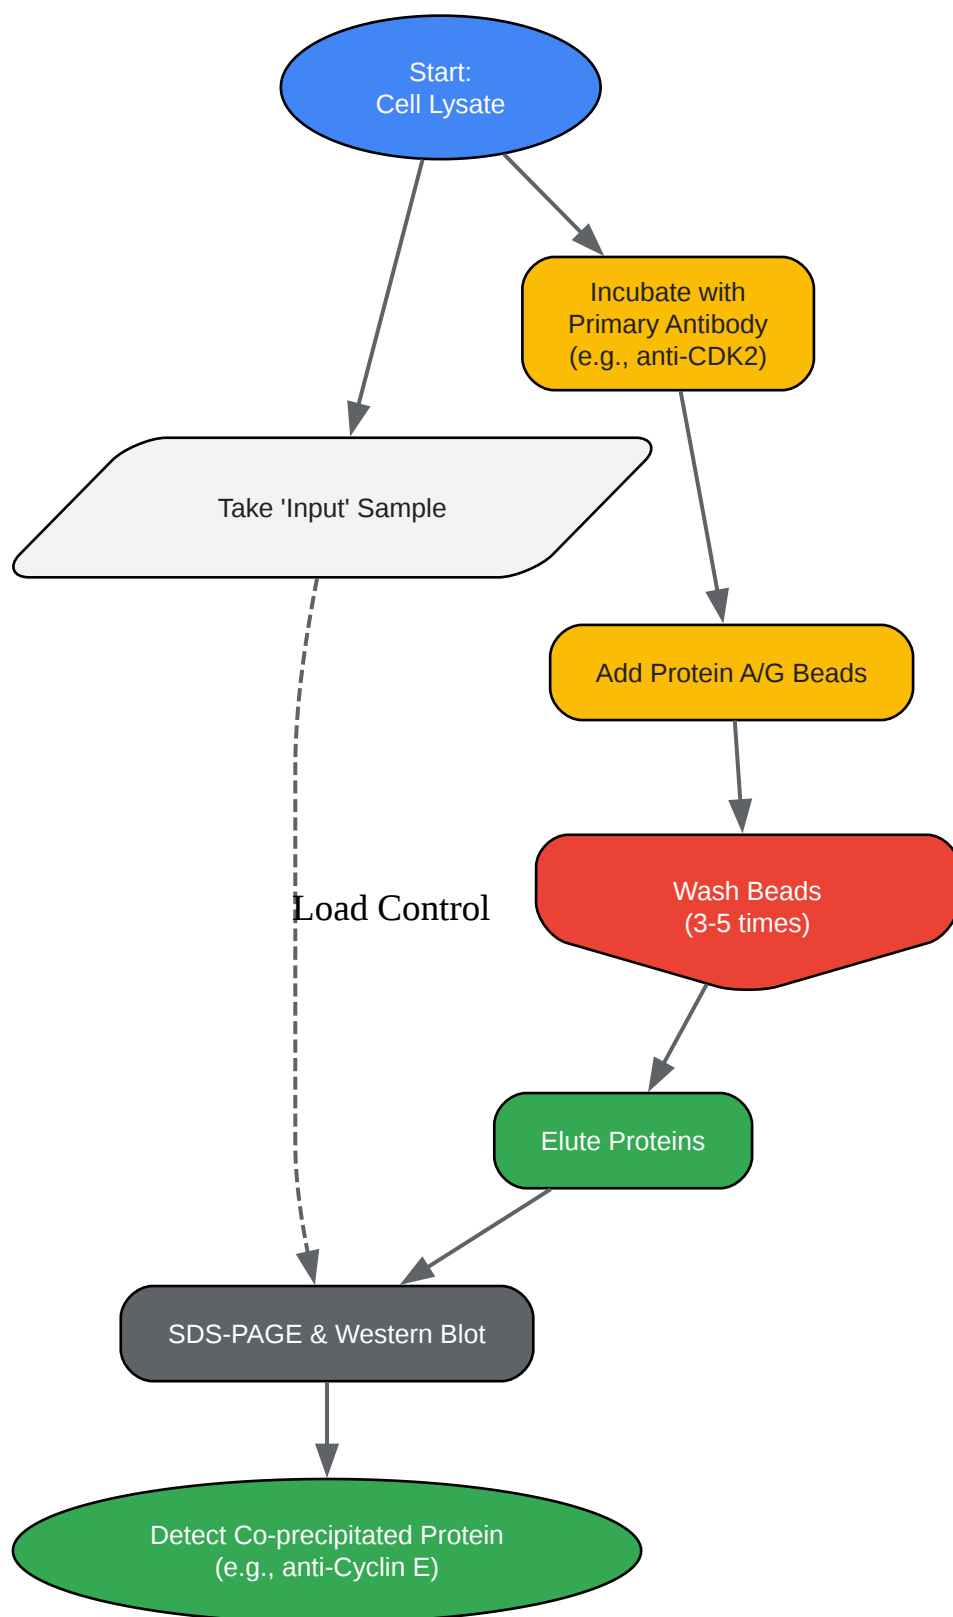 Start:
Cell Lysate
Incubate with
Primary Antibody
(e.g., anti-CDK2)
Take 'Input' Sample
Add Protein A/G Beads
Wash Beads
(3-5 times)
Load Control
Elute Proteins
SDS-PAGE & Western Blot
Detect Co-precipitated Protein
(e.g., anti-Cyclin E)